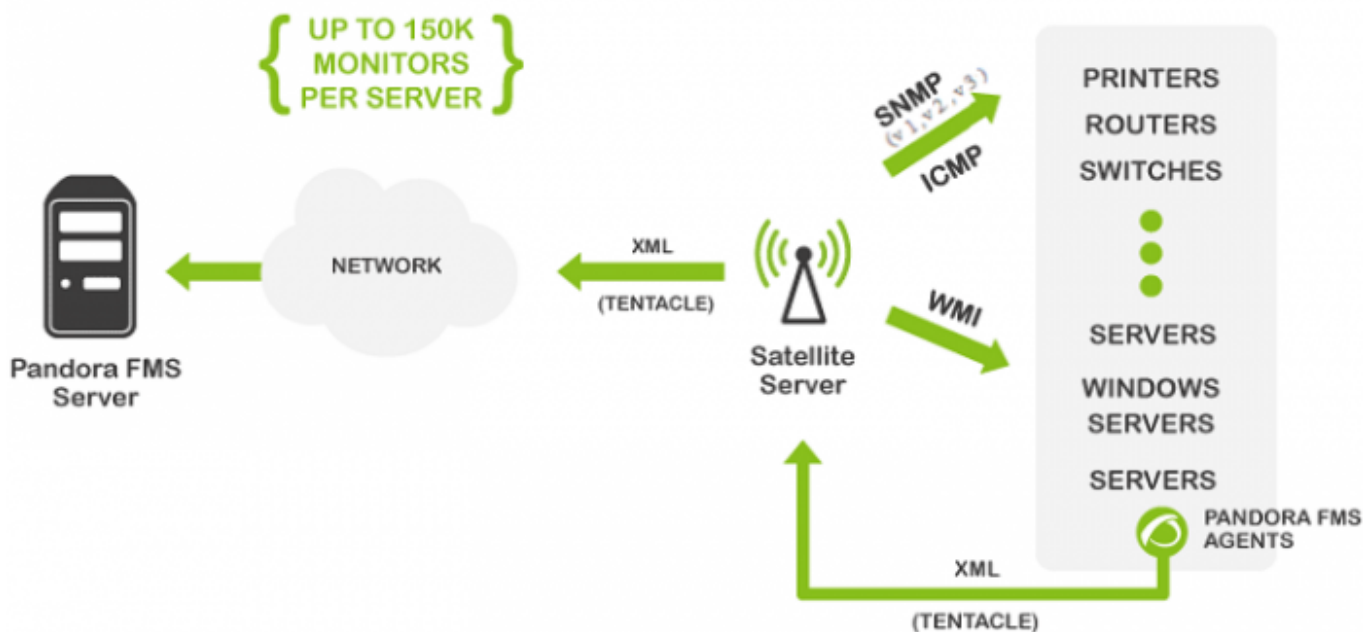 UP TO 150K
MONITORS
PER SERVER
Pandora FMS
Server
NETWORK
XML
(TENTACLE)
Satellite
Server
SNMP
(v1,v2,v3)
ICMP
WMI
PRINTERS
ROUTERS
SWITCHES
SERVERS
WINDOWS
SERVERS
SERVERS
PANDORA FMS
AGENTS
XML
(TENTACLE)